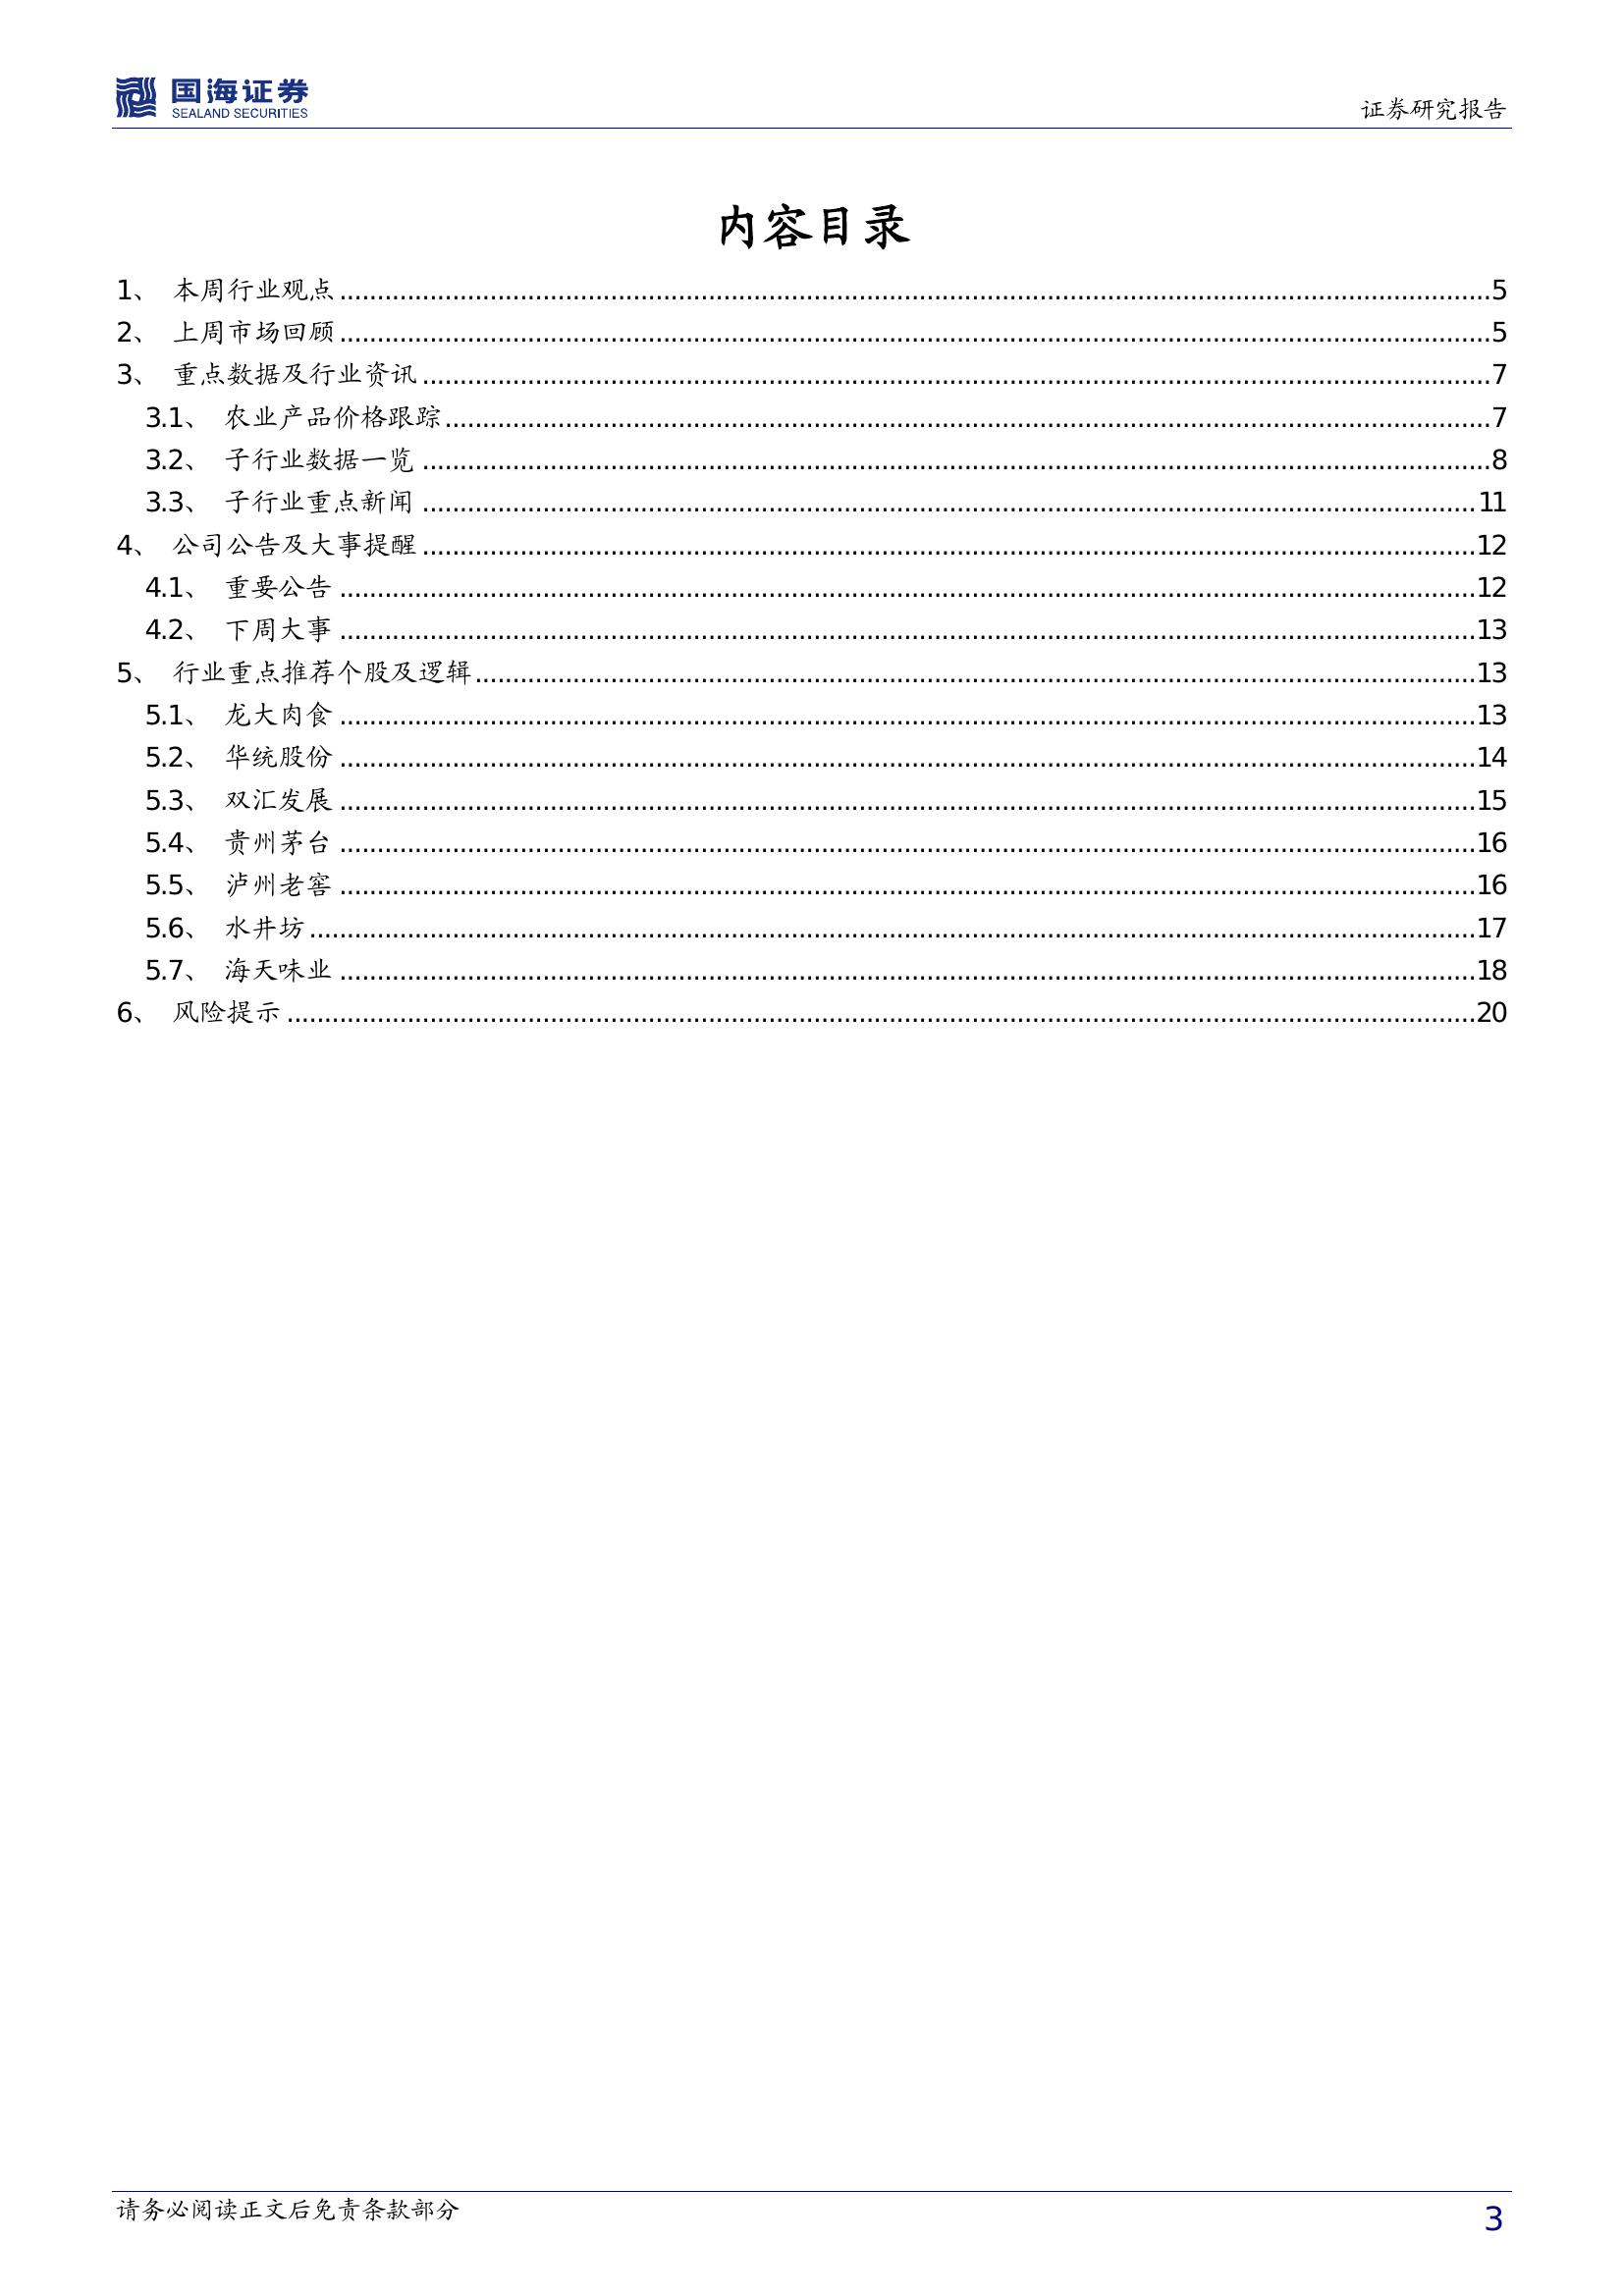 国海证券
SEALAND SECURITIES
证券研究报告
内容目录
1、 本周行业观点 5
2、 上周市场回顾 5
3、 重点数据及行业资讯 7
3.1、 农业产品价格跟踪 7
3.2、 子行业数据一览 8
3.3、 子行业重点新闻 11
4、 公司公告及大事提醒 12
4.1、 重要公告 12
4.2、 下周大事 13
5、 行业重点推荐个股及逻辑 13
5.1、 龙大肉食 13
5.2、 华统股份 14
5.3、 双汇发展 15
5.4、 贵州茅台 16
5.5、 泸州老窖 16
5.6、 水井坊 17
5.7、 海天味业 18
6、 风险提示 20
请务必阅读正文后免责条款部分
3